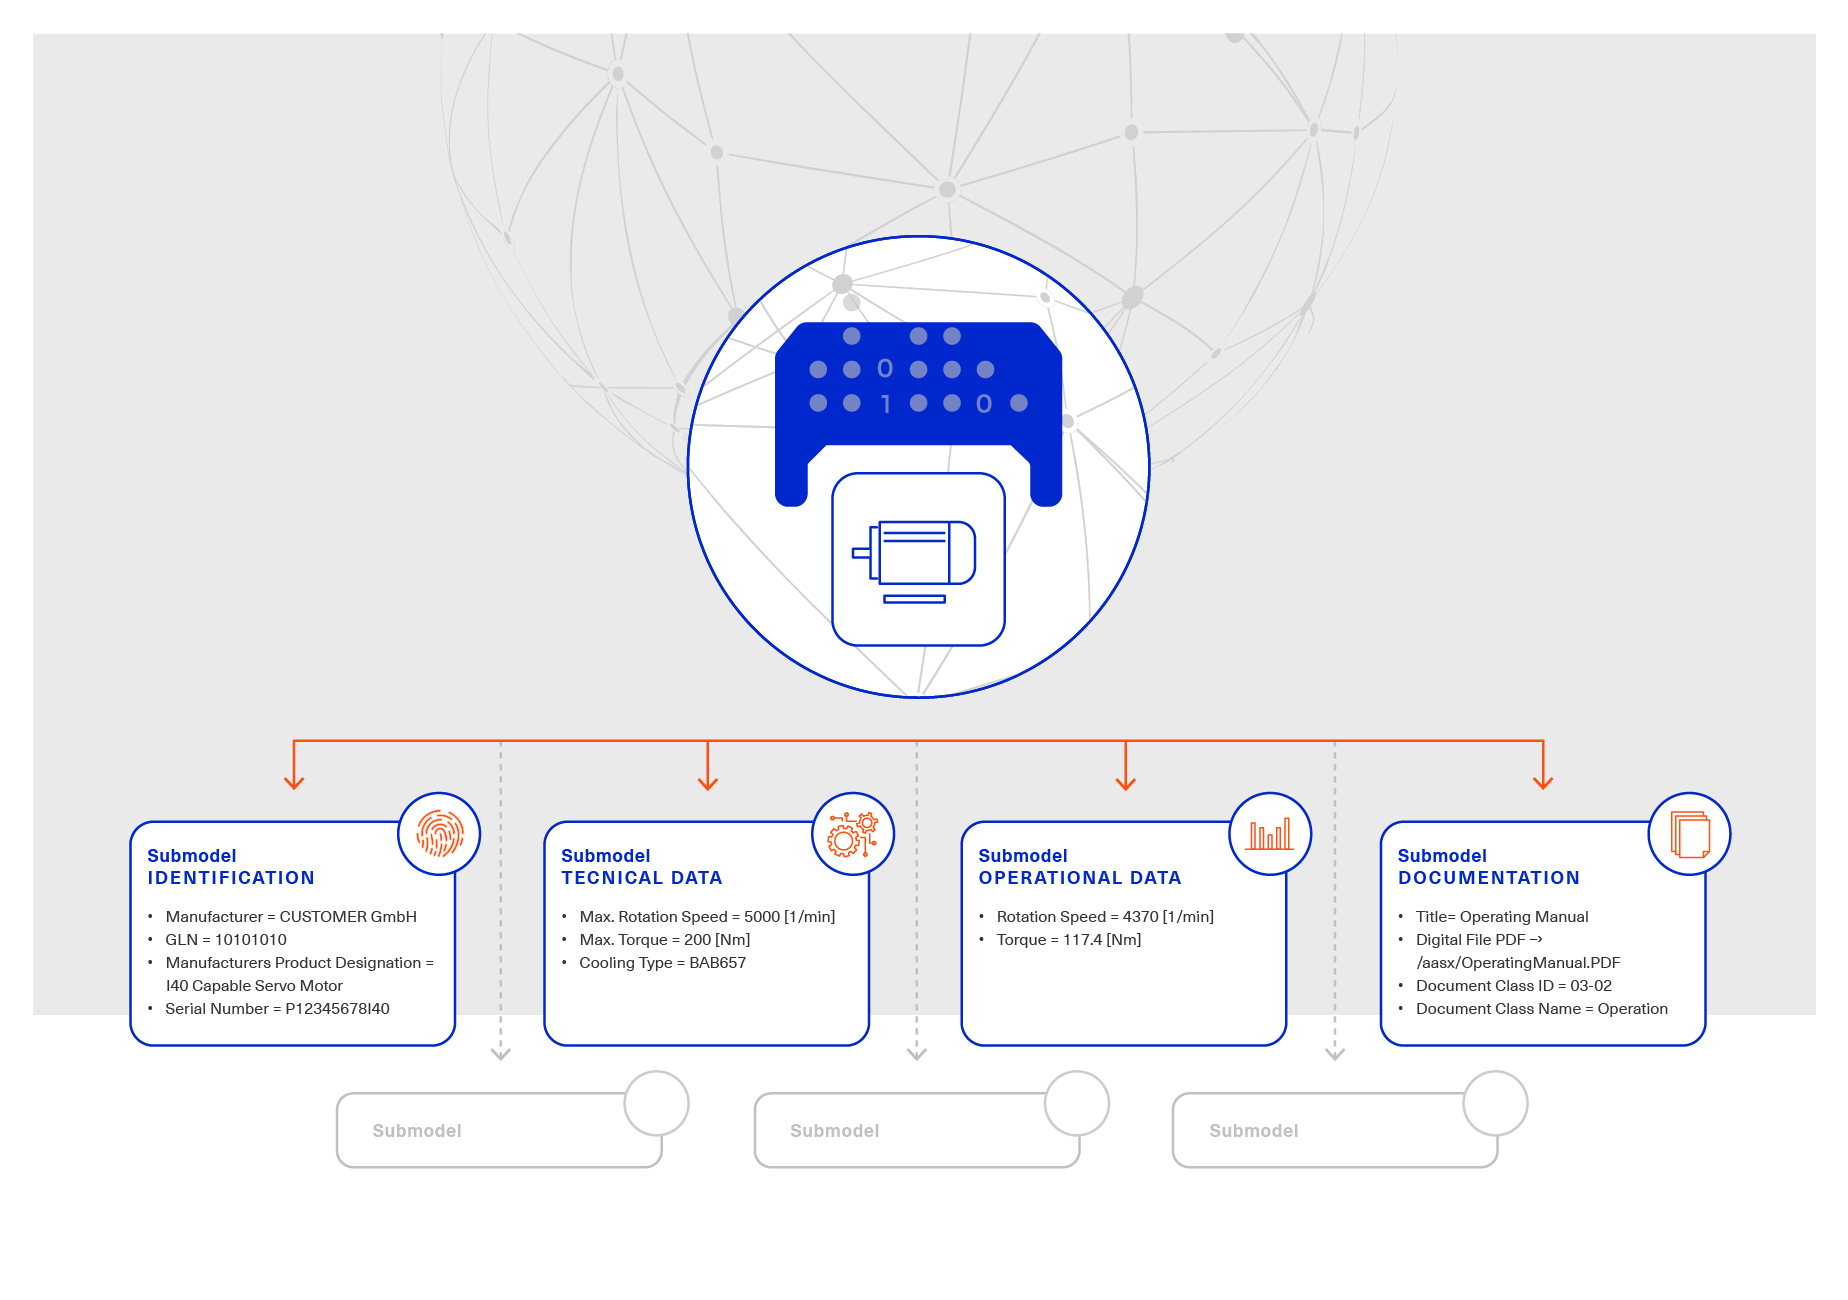 0
1 0
Submodel
IDENTIFICATION
• Manufacturer = CUSTOMER GmbH
• GLN = 10101010
• Manufacturers Product Designation =
I40 Capable Servo Motor
• Serial Number = P12345678I40
Submodel
TECNICAL DATA
• Max. Rotation Speed = 5000 [1/min]
• Max. Torque = 200 [Nm]
• Cooling Type = BAB657
Submodel
OPERATIONAL DATA
• Rotation Speed = 4370 [1/min]
• Torque = 117.4 [Nm]
Submodel
DOCUMENTATION
• Title= Operating Manual
• Digital File PDF →
/aasx/OperatingManual.PDF
• Document Class ID = 03-02
• Document Class Name = Operation
Submodel
Submodel
Submodel